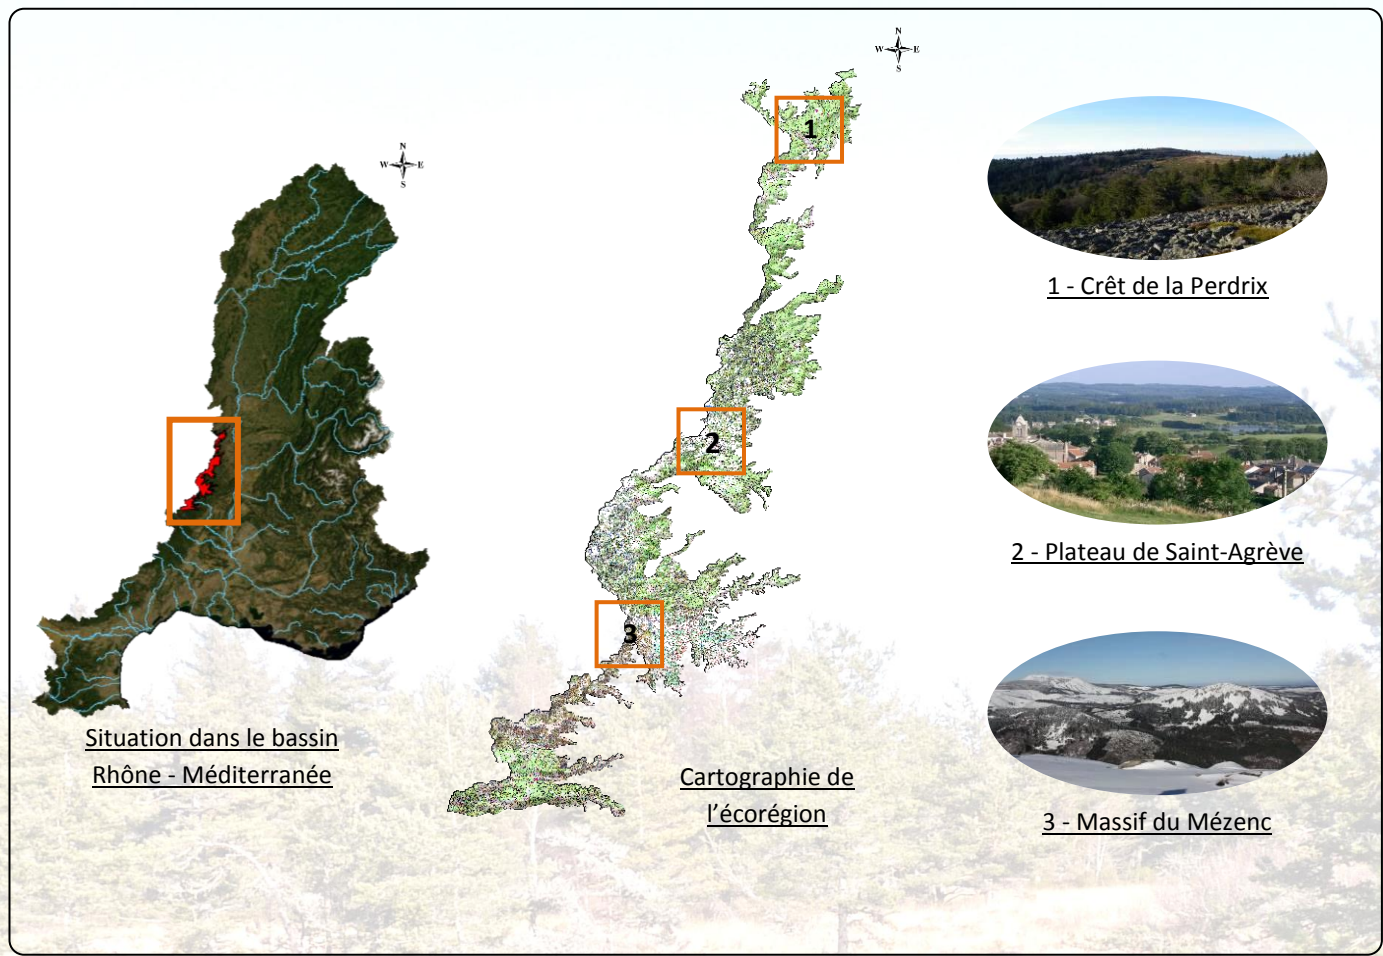 N
W E
S
N
W E
S
1
2
3
Situation dans le bassin
Rhône - Méditerranée
Cartographie de
l'écorégion
1 - Crêt de la Perdrix
2 - Plateau de Saint-Agrève
3 - Massif du Mézenc